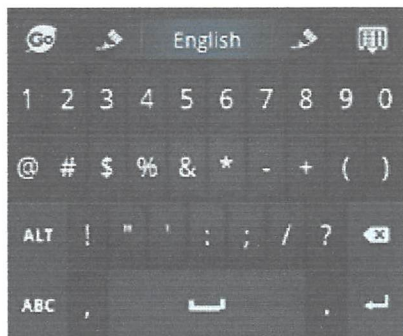 Go English
1 2 3 4 5 6 7 8 9 0
@ # $ % & * - + ( )
ALT ! " ' : ; / ?
ABC , .